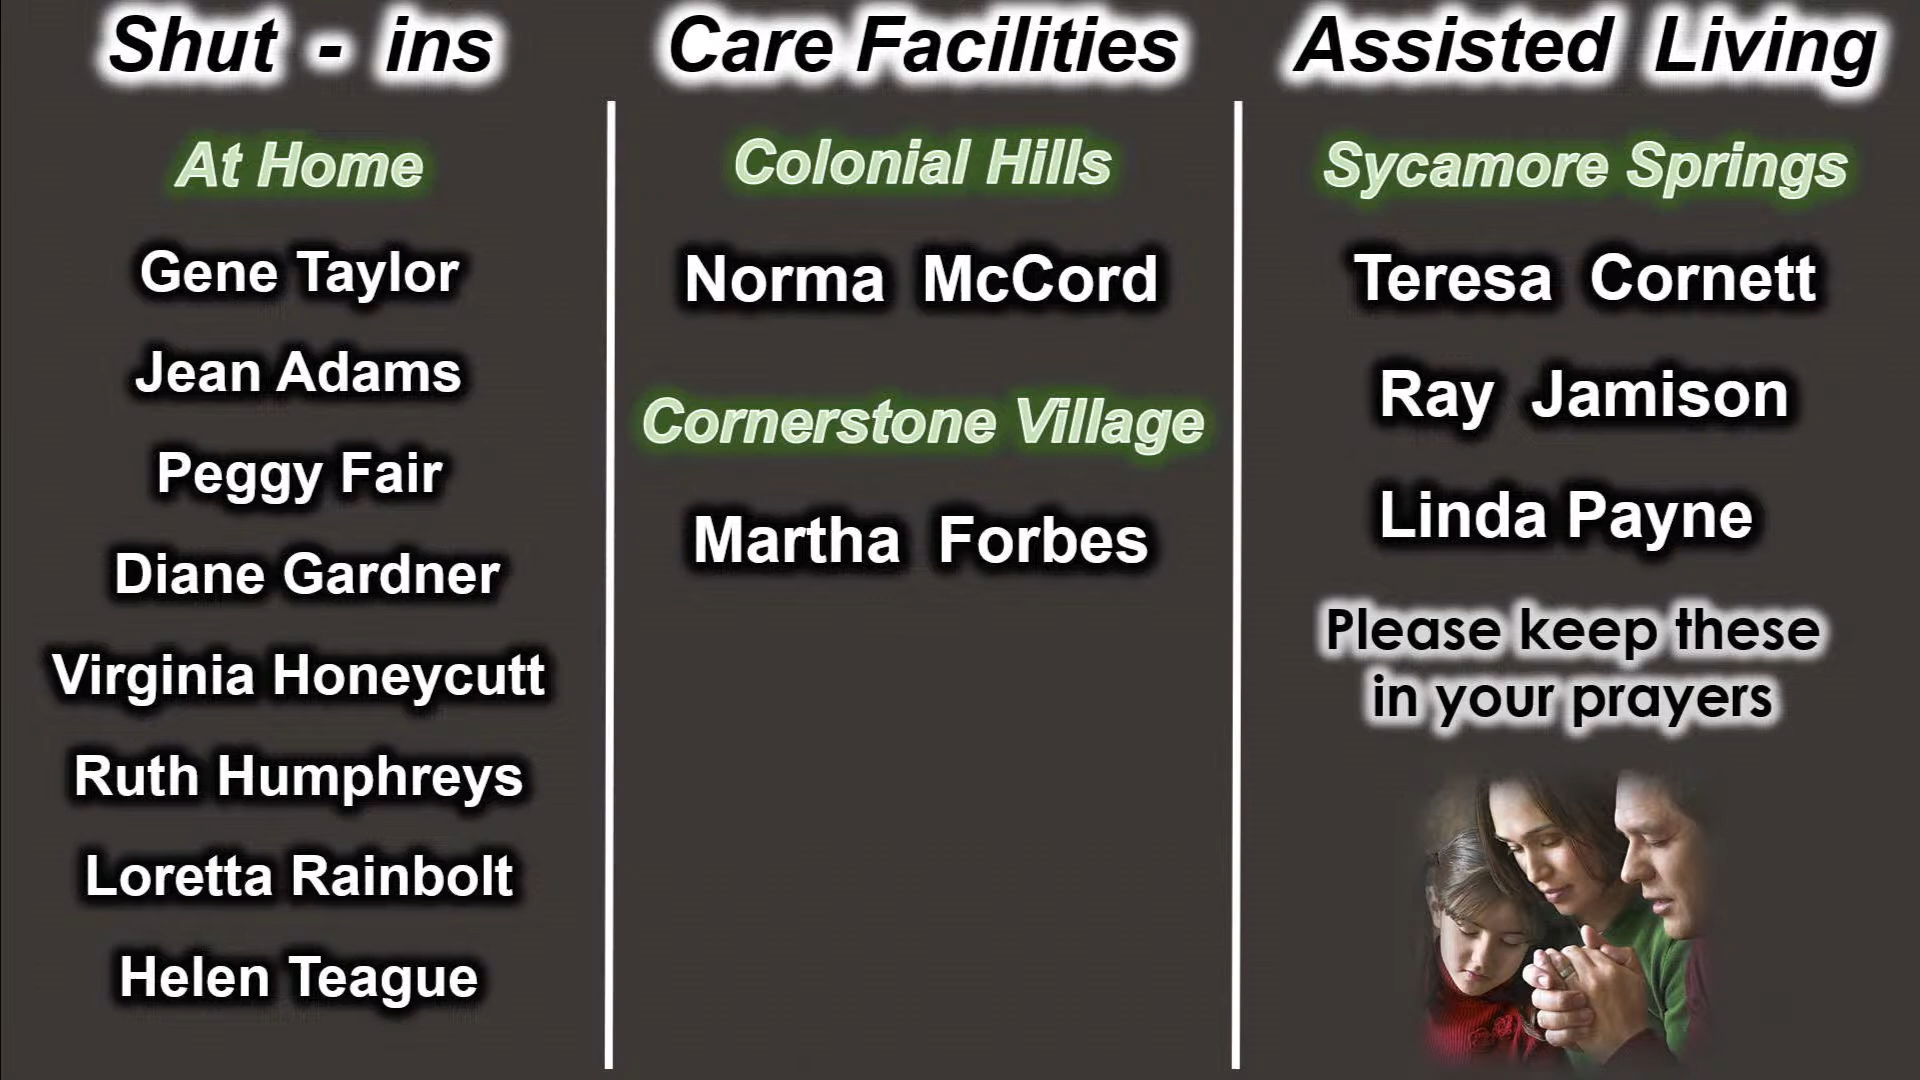 Shut - ins
At Home
Gene Taylor
Jean Adams
Peggy Fair
Diane Gardner
Virginia Honeycutt
Ruth Humphreys
Loretta Rainbolt
Helen Teague
Care Facilities
Colonial Hills
Norma McCord
Cornerstone Village
Martha Forbes
Assisted Living
Sycamore Springs
Teresa Cornett
Ray Jamison
Linda Payne
Please keep these
in your prayers